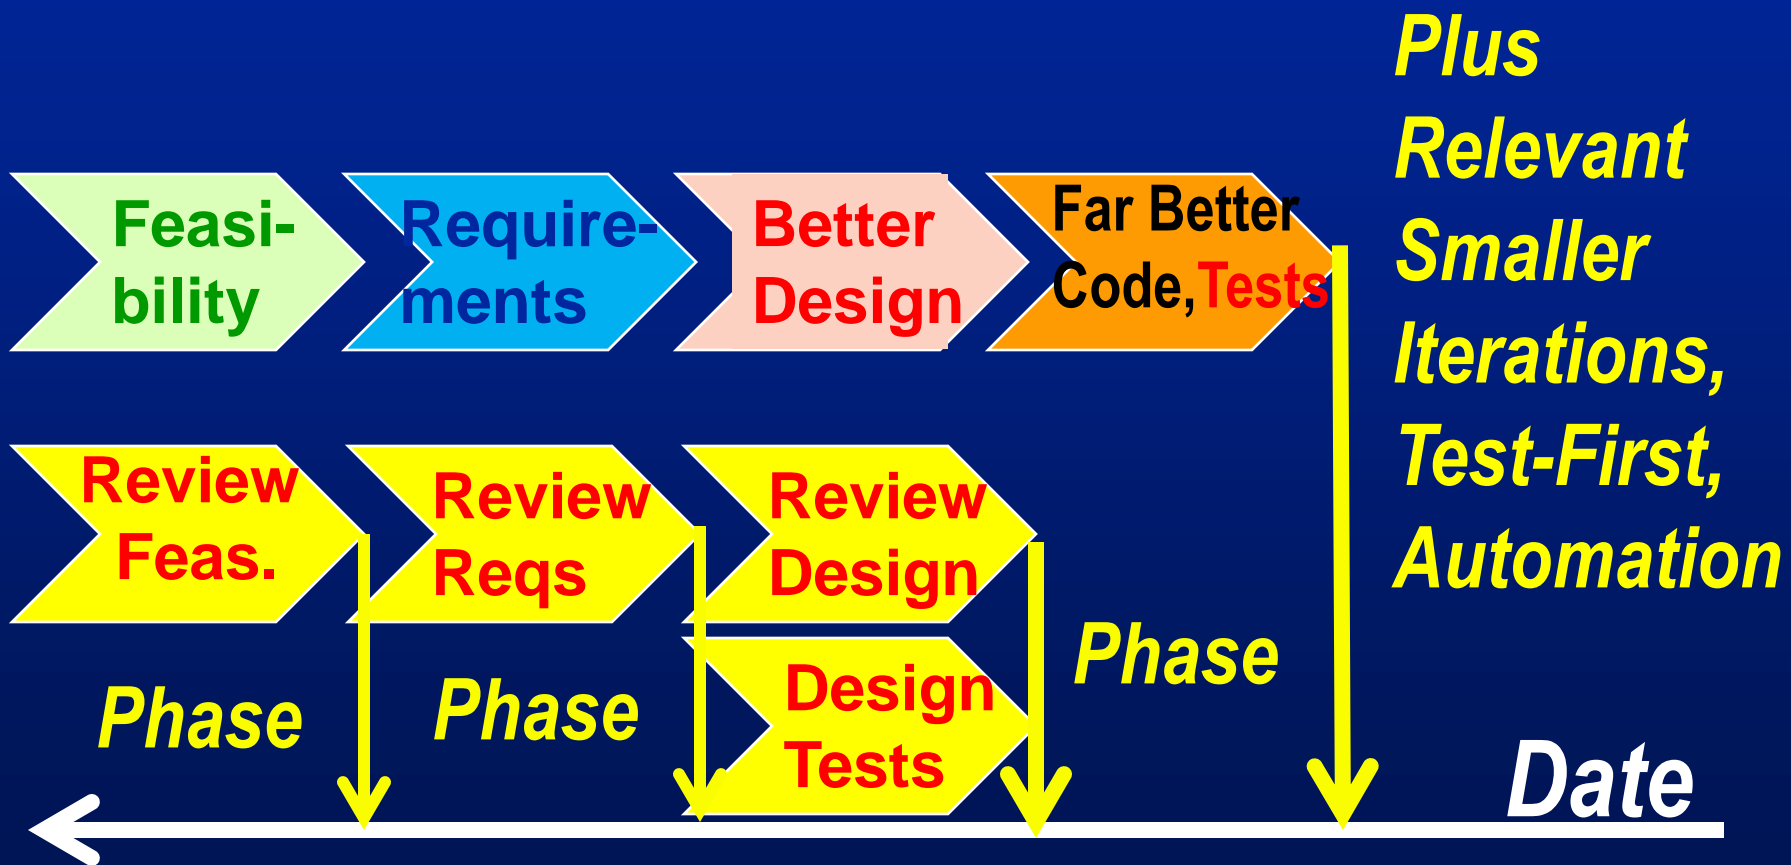 Feasi-
bility
Require-
ments
Better
Design
Far Better
Code,Tests
Plus
Relevant
Smaller
Iterations,
Test-First,
Automation
Review
Feas.
Review
Reqs
Review
Design
Design
Tests
Phase
Phase
Phase
Date